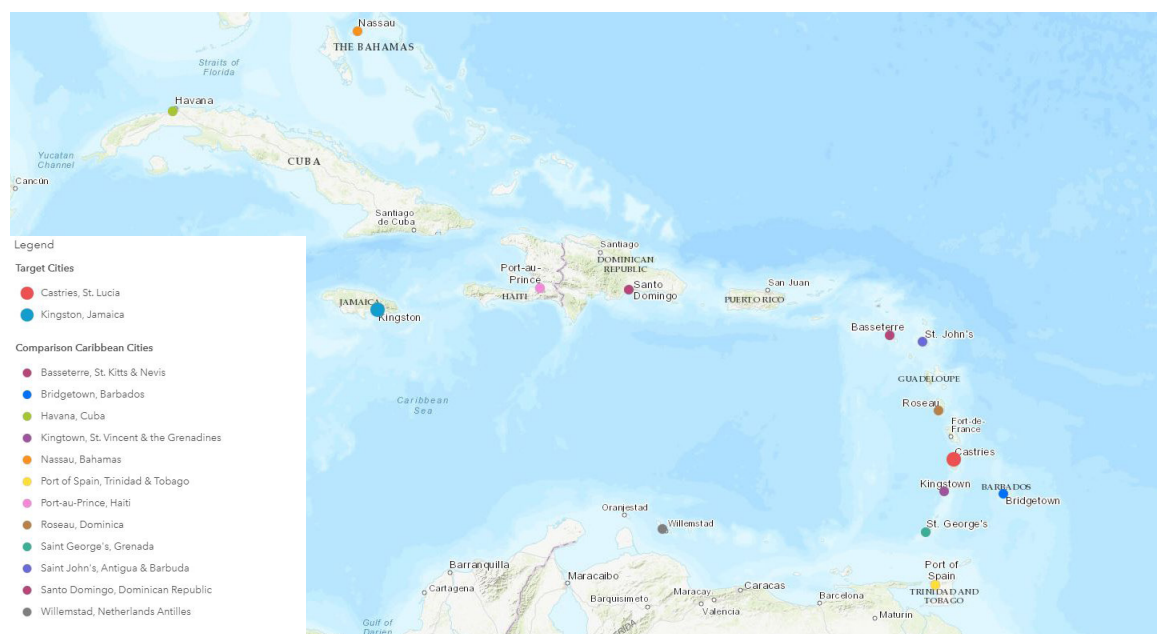 Nassau
THE BAHAMAS
Straits of
Florida
Havana
Yucatan
Channel
CUBA
Cancún
Santiago
de Cuba
Port-au-
Prince
HAITI
Santiago
DOMINICAN
REPUBLIC
Santo
Domingo
San Juan
PUERTO RICO
JAMAICA
Kingston
Basseterre
St. John's
GUADELOUPE
Roseau
Fort-de-
France
Castries
Caribbean
Sea
Kingstown
BARBADOS
Bridgetown
Oranjestad
Willemstad
St. George's
Port of
Spain
TRINIDAD AND
TOBAGO
Barranquilla
Cartagena
Maracaibo
Barquisimeto
Maracay
Valencia
Caracas
Barcelona
Maturin
Gulf of
Darien
Legend
Target Cities
Castries, St. Lucia
Kingston, Jamaica
Comparison Caribbean Cities
Basseterre, St. Kitts & Nevis
Bridgetown, Barbados
Havana, Cuba
Kingtown, St. Vincent & the Grenadines
Nassau, Bahamas
Port of Spain, Trinidad & Tobago
Port-au-Prince, Haiti
Roseau, Dominica
Saint George's, Grenada
Saint John's, Antigua & Barbuda
Santo Domingo, Dominican Republic
Willemstad, Netherlands Antilles